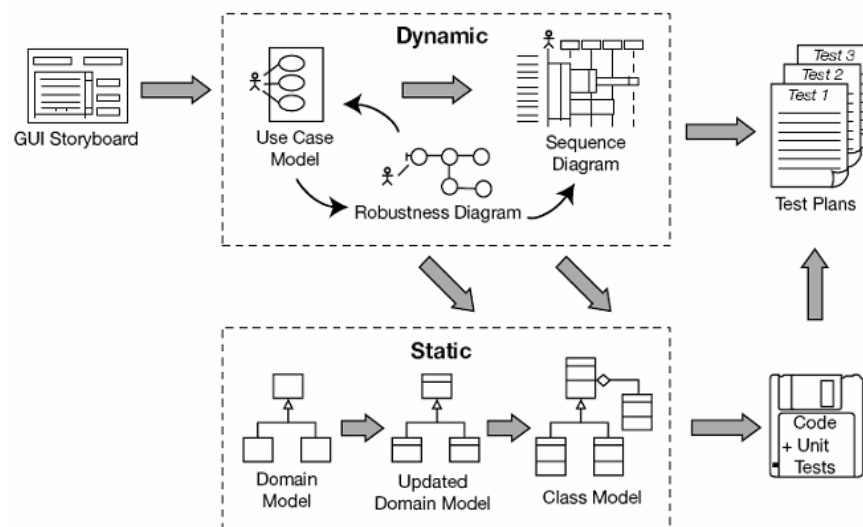 Dynamic
GUI Storyboard
Use Case
Model
Sequence
Diagram
Robustness Diagram
Test 3
Test 2
Test 1
Test Plans
Static
Domain
Model
Updated
Domain Model
Class Model
Code
+ Unit
Tests